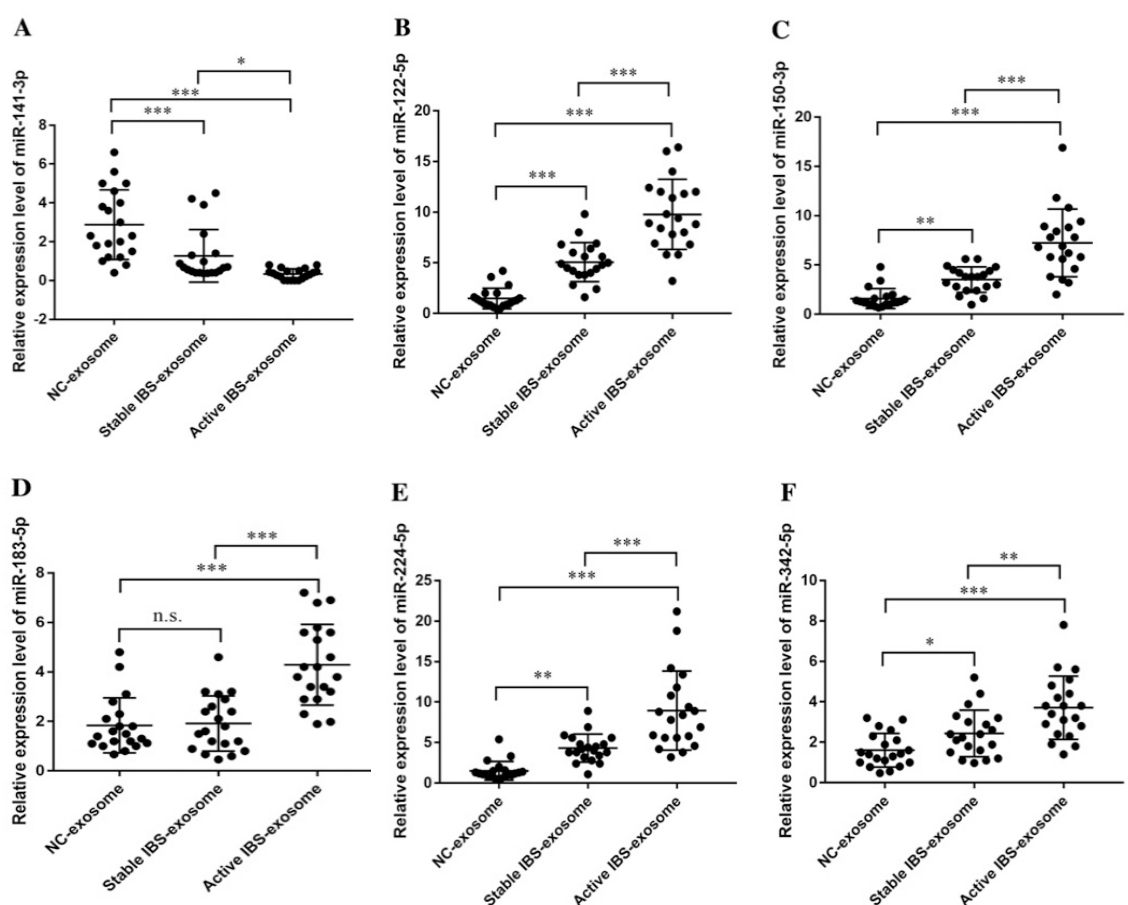 A
Relative expression level of miR-141-3p
*
***
***
8
6
4
2
0
-2
NC-exosome
Stable IBS-exosome
Active IBS-exosome
B
Relative expression level of miR-122-5p
***
***
***
20
15
10
5
0
NC-exosome
Stable IBS-exosome
Active IBS-exosome
C
Relative expression level of miR-150-3p
***
***
**
20
15
10
5
0
NC-exosome
Stable IBS-exosome
Active IBS-exosome
D
Relative expression level of miR-183-5p
***
***
n.s.
8
6
4
2
0
NC-exosome
Stable IBS-exosome
Active IBS-exosome
E
Relative expression level of miR-224-5p
***
***
**
25
20
15
10
5
0
NC-exosome
Stable IBS-exosome
Active IBS-exosome
F
Relative expression level of miR-342-5p
**
***
*
10
8
6
4
2
0
NC-exosome
Stable IBS-exosome
Active IBS-exosome